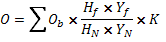 O = ∑ O_b × (H_f × Y_f) / (H_N × Y_N) × K